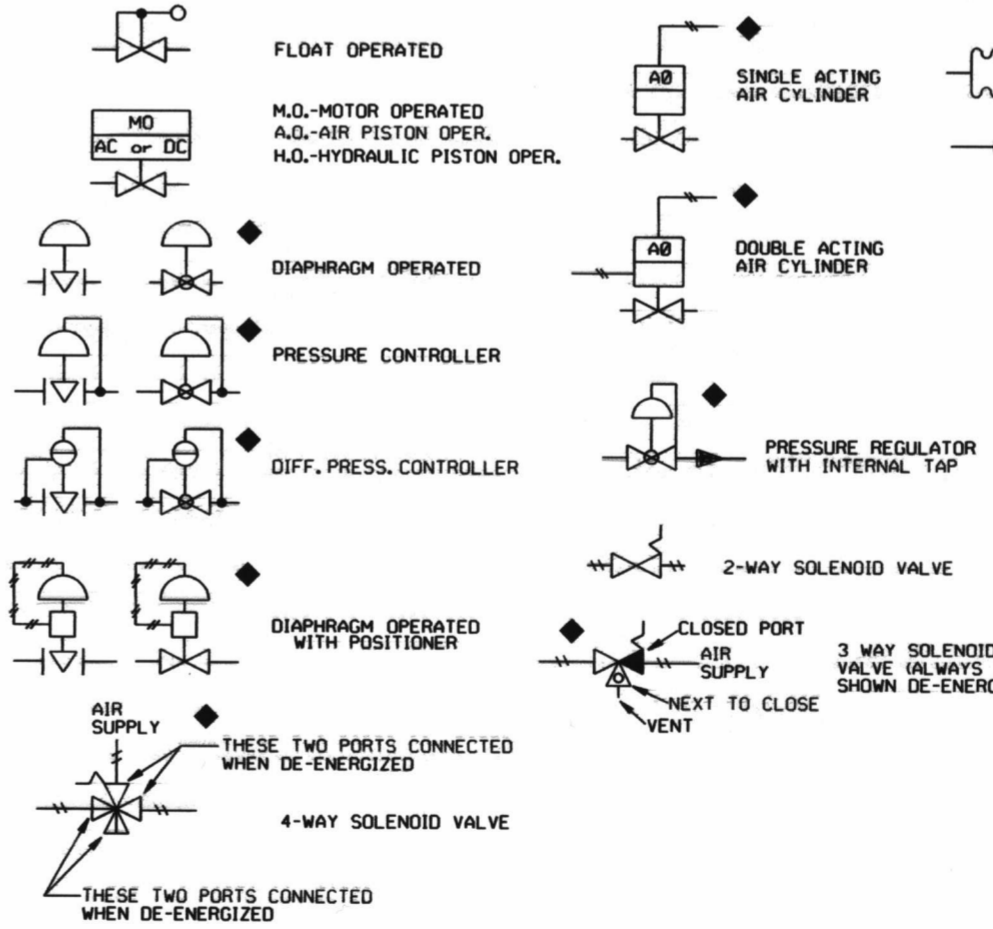 FLOAT OPERATED
MO
AC or DC
M.O.-MOTOR OPERATED
A.O.-AIR PISTON OPER.
H.O.-HYDRAULIC PISTON OPER.
DIAPHRAGM OPERATED
PRESSURE CONTROLLER
DIFF. PRESS. CONTROLLER
DIAPHRAGM OPERATED
WITH POSITIONER
AIR
SUPPLY
THESE TWO PORTS CONNECTED
WHEN DE-ENERGIZED
4-WAY SOLENOID VALVE
THESE TWO PORTS CONNECTED
WHEN DE-ENERGIZED
AO
SINGLE ACTING
AIR CYLINDER
AO
DOUBLE ACTING
AIR CYLINDER
PRESSURE REGULATOR
WITH INTERNAL TAP
2-WAY SOLENOID VALVE
CLOSED PORT
AIR
SUPPLY
NEXT TO CLOSE
VENT
3 WAY SOLENOID
VALVE (ALWAYS
SHOWN DE-ENERG